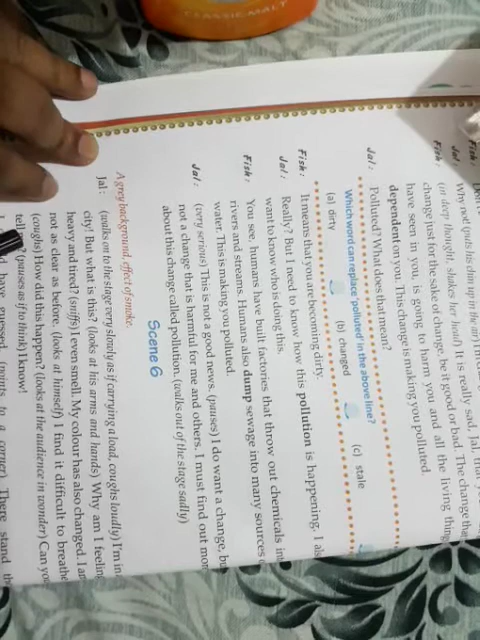 CLASSIC MALT
Fish:
Jal: Why not (puts his chin up in the air)
Fish: (in deep thought, shakes her head) It is really sad, Jal, that
change just for the sake of change, be it good or bad. The change that
have seen in you, is going to harm you and all the living thing
dependent on you. This change is making you polluted.
Jal: Polluted? What does that mean?
Which word can replace 'polluted' in the above line?
(a) dirty (b) changed (c) stale
Fish: It means that you are becoming dirty.
Jal: Really? But I need to know how this pollution is happening. I als
want to know who is doing this.
Fish: You see, humans have built factories that throw out chemicals int
rivers and streams. Humans also dump sewage into many sources o
water. This is making you polluted.
Jal: (very serious) This is not a good news. (pauses) I do want a change, bu
not a change that is harmful for me and others. I must find out mor
about this change called pollution. (walks out of the stage sadly)
Scene 6
A grey background, effect of smoke.
Jal: (walks on to the stage very slowly as if carrying a load, coughs loudly) I'm in
city! But what is this? (looks at his arms and hands) Why am I feelin
heavy and tired? (sniffs) I even smell. My colour has also changed. I am
not as clear as before. (looks at himself) I find it difficult to breathe
(coughs) How did this happen? (looks at the audience in wonder) Can you
tell me? (pauses as if to think) I know!
have guessed. (points to a corner). There stand the